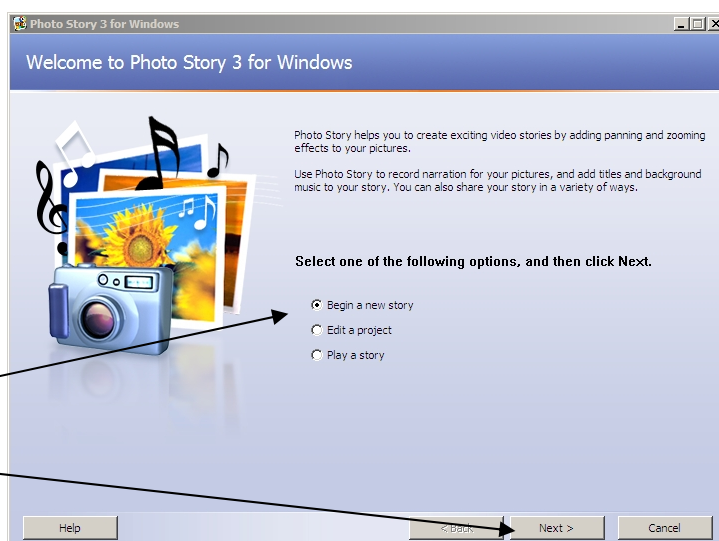 Photo Story 3 for Windows
Welcome to Photo Story 3 for Windows
Photo Story helps you to create exciting video stories by adding panning and zooming
effects to your pictures.
Use Photo Story to record narration for your pictures, and add titles and background
music to your story. You can also share your story in a variety of ways.
Select one of the following options, and then click Next.
Begin a new story
Edit a project
Play a story
Help
< Back
Next >
Cancel